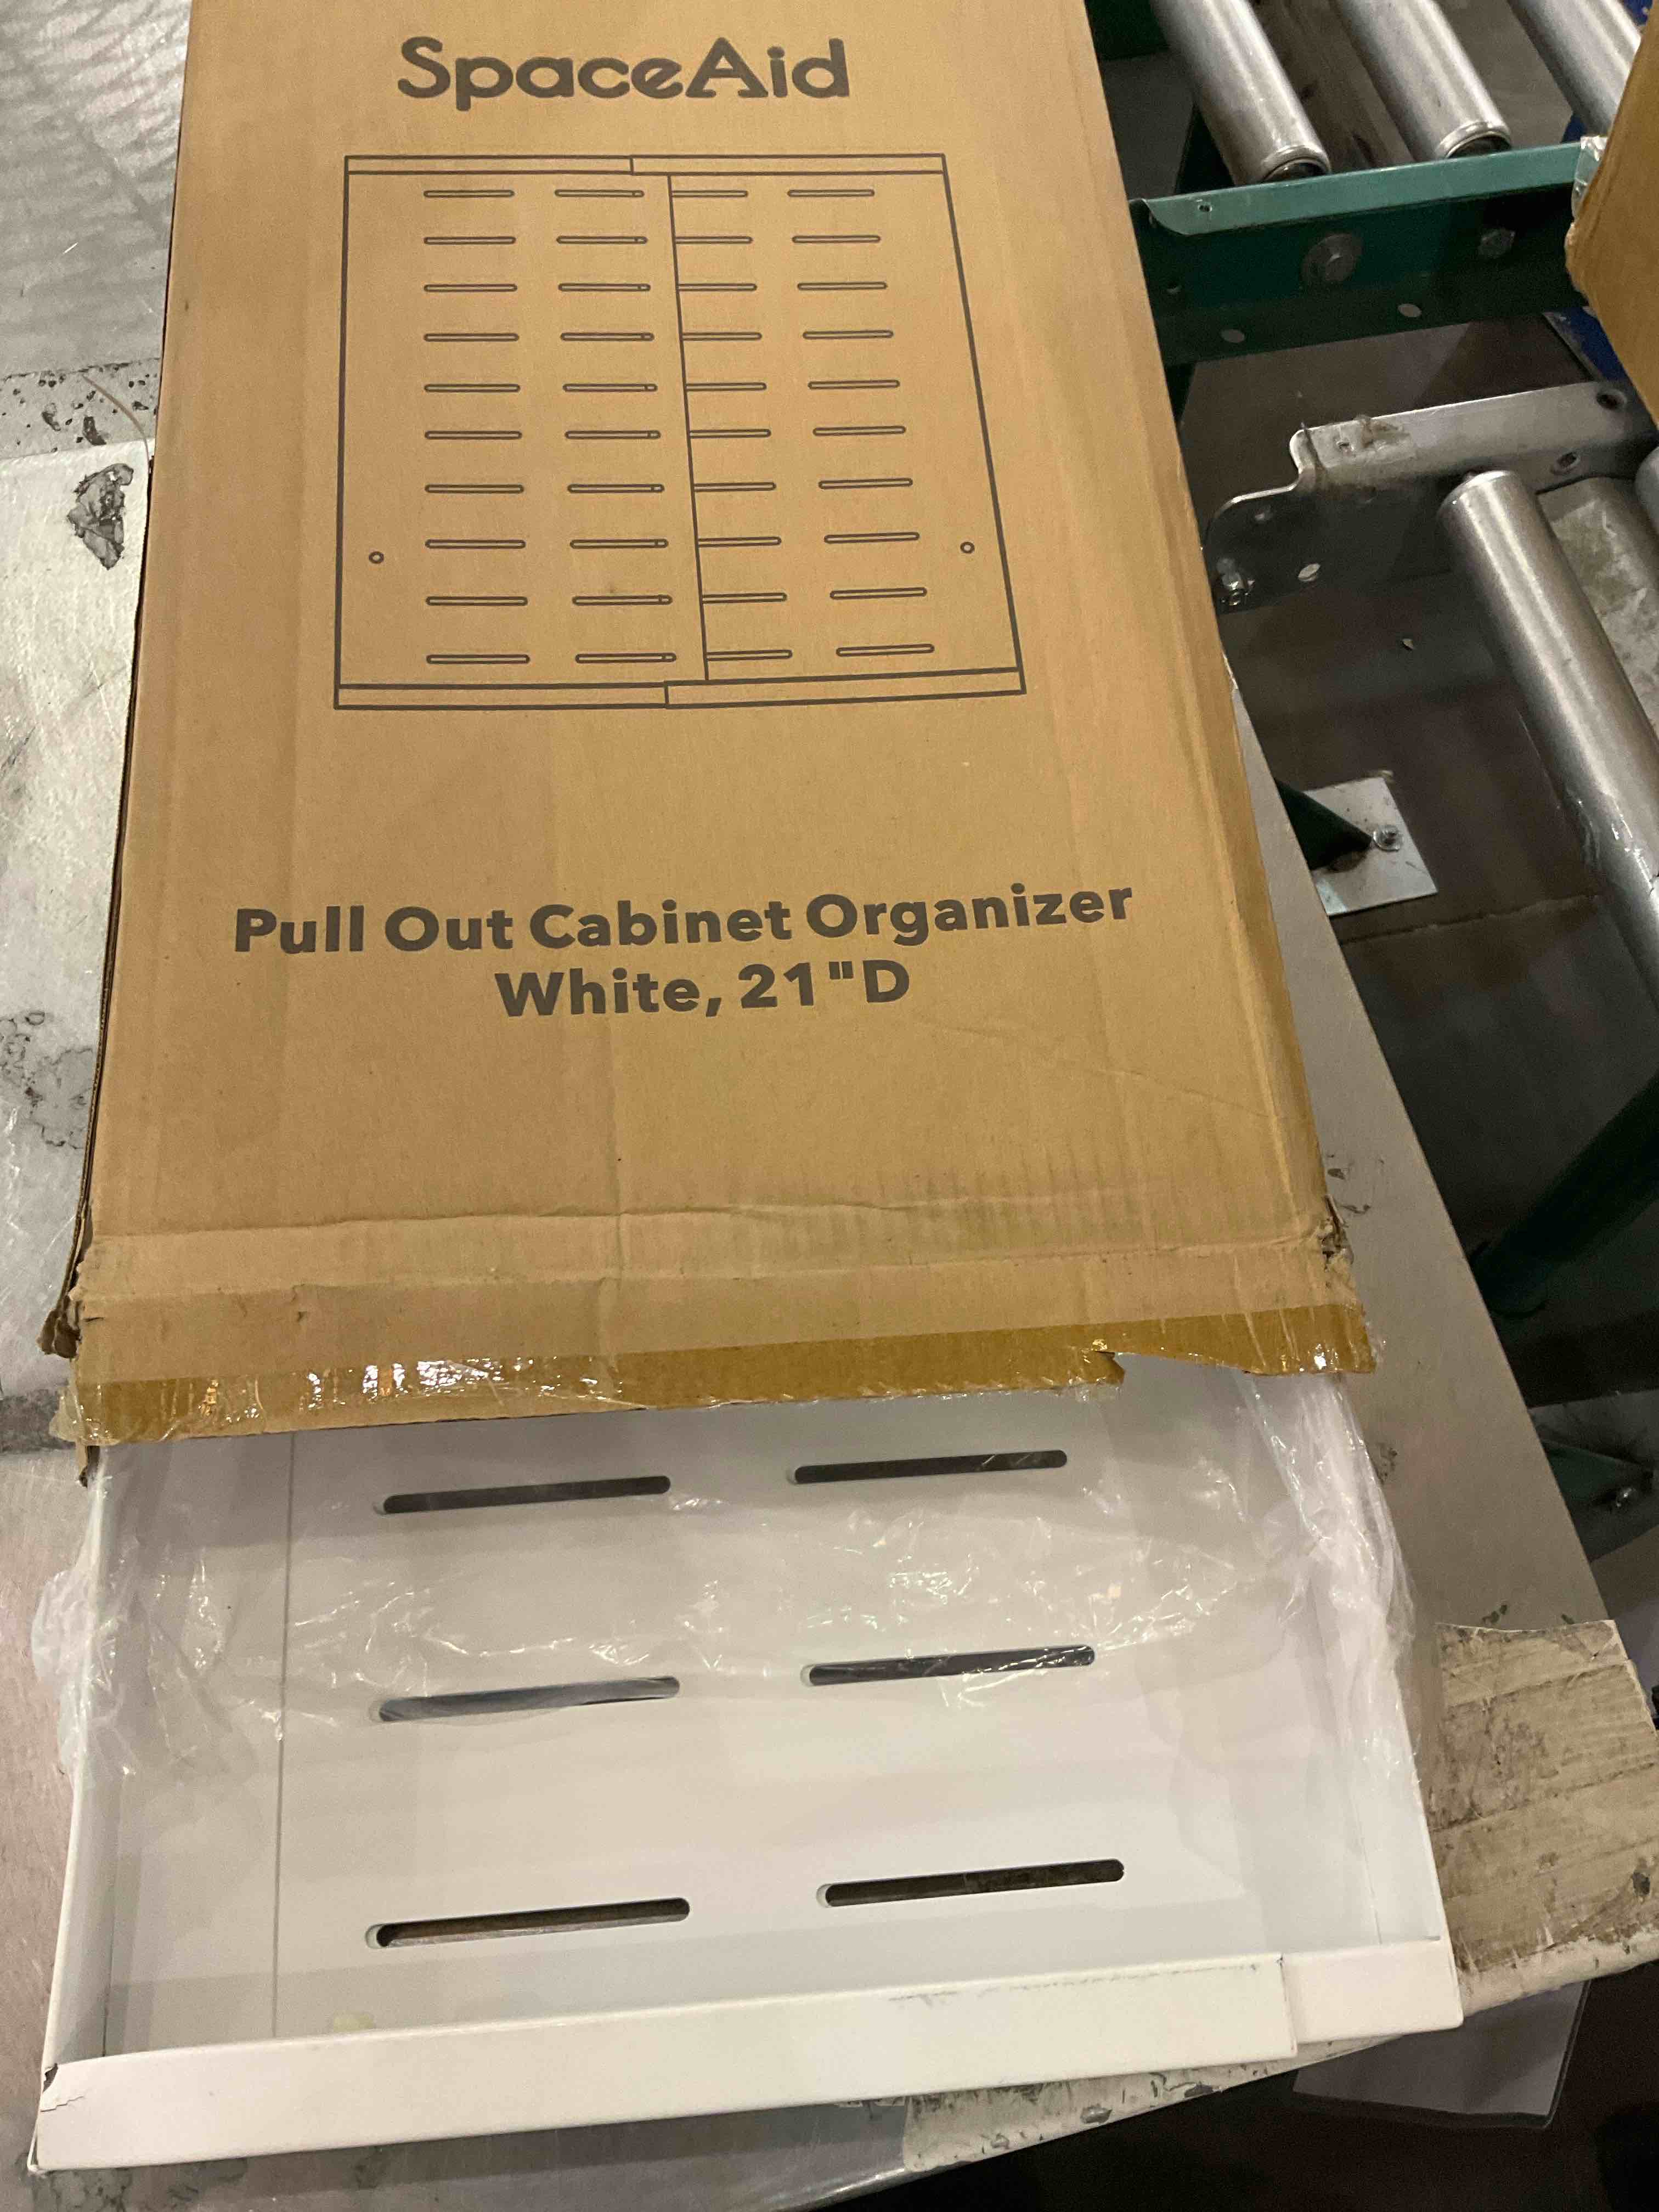 SpaceAid
Pull Out Cabinet Organizer
White, 21"D